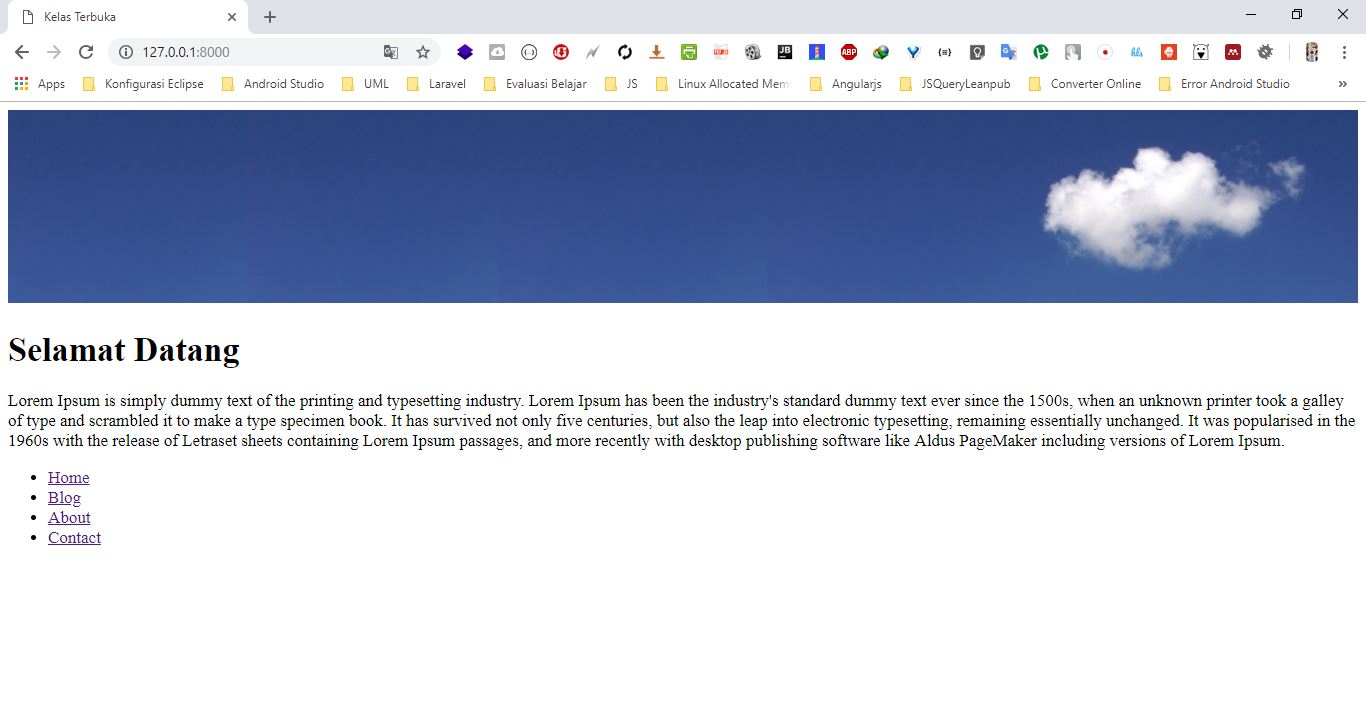 Kelas Terbuka
127.0.0.1:8000
Apps Konfigurasi Eclipse Android Studio UML Laravel Evaluasi Belajar JS Linux Allocated Mem Angularjs JSQueryLeanpub Converter Online Error Android Studio »
Selamat Datang
Lorem Ipsum is simply dummy text of the printing and typesetting industry. Lorem Ipsum has been the industry's standard dummy text ever since the 1500s, when an unknown printer took a galley
of type and scrambled it to make a type specimen book. It has survived not only five centuries, but also the leap into electronic typesetting, remaining essentially unchanged. It was popularised in the
1960s with the release of Letraset sheets containing Lorem Ipsum passages, and more recently with desktop publishing software like Aldus PageMaker including versions of Lorem Ipsum.
Home
Blog
About
Contact